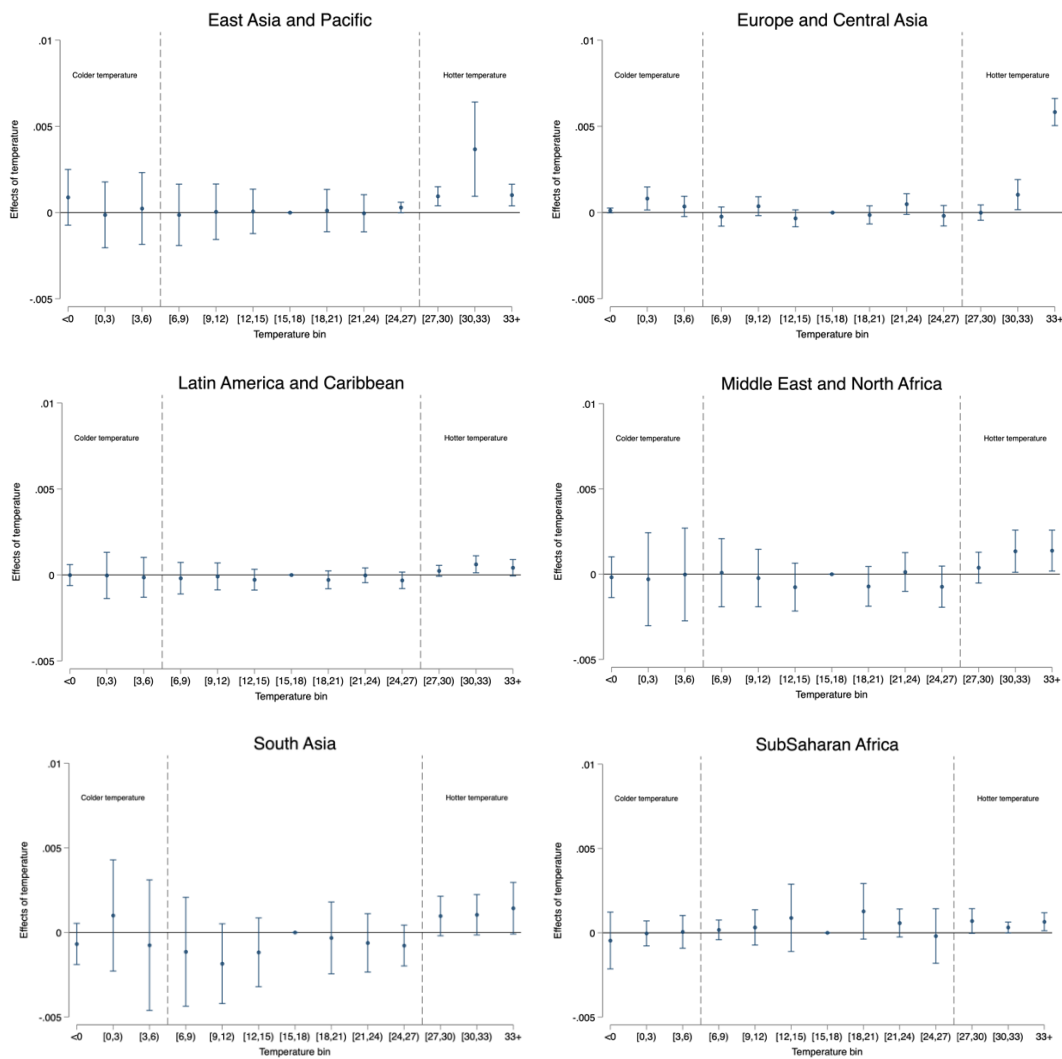 East Asia and Pacific
.01
Colder temperature
Hotter temperature
.005
0
-.005
Effects of temperature
<0 [0,3) [3,6) [6,9) [9,12) [12,15) [15,18) [18,21) [21,24) [24,27) [27,30) [30,33) 33+
Temperature bin
Europe and Central Asia
.01
Colder temperature
Hotter temperature
.005
0
-.005
Effects of temperature
<0 [0,3) [3,6) [6,9) [9,12) [12,15) [15,18) [18,21) [21,24) [24,27) [27,30) [30,33) 33+
Temperature bin
Latin America and Caribbean
.01
Colder temperature
Hotter temperature
.005
0
-.005
Effects of temperature
<0 [0,3) [3,6) [6,9) [9,12) [12,15) [15,18) [18,21) [21,24) [24,27) [27,30) [30,33) 33+
Temperature bin
Middle East and North Africa
.01
Colder temperature
Hotter temperature
.005
0
-.005
Effects of temperature
<0 [0,3) [3,6) [6,9) [9,12) [12,15) [15,18) [18,21) [21,24) [24,27) [27,30) [30,33) 33+
Temperature bin
South Asia
.01
Colder temperature
Hotter temperature
.005
0
-.005
Effects of temperature
<0 [0,3) [3,6) [6,9) [9,12) [12,15) [15,18) [18,21) [21,24) [24,27) [27,30) [30,33) 33+
Temperature bin
SubSaharan Africa
.01
Colder temperature
Hotter temperature
.005
0
-.005
Effects of temperature
<0 [0,3) [3,6) [6,9) [9,12) [12,15) [15,18) [18,21) [21,24) [24,27) [27,30) [30,33) 33+
Temperature bin